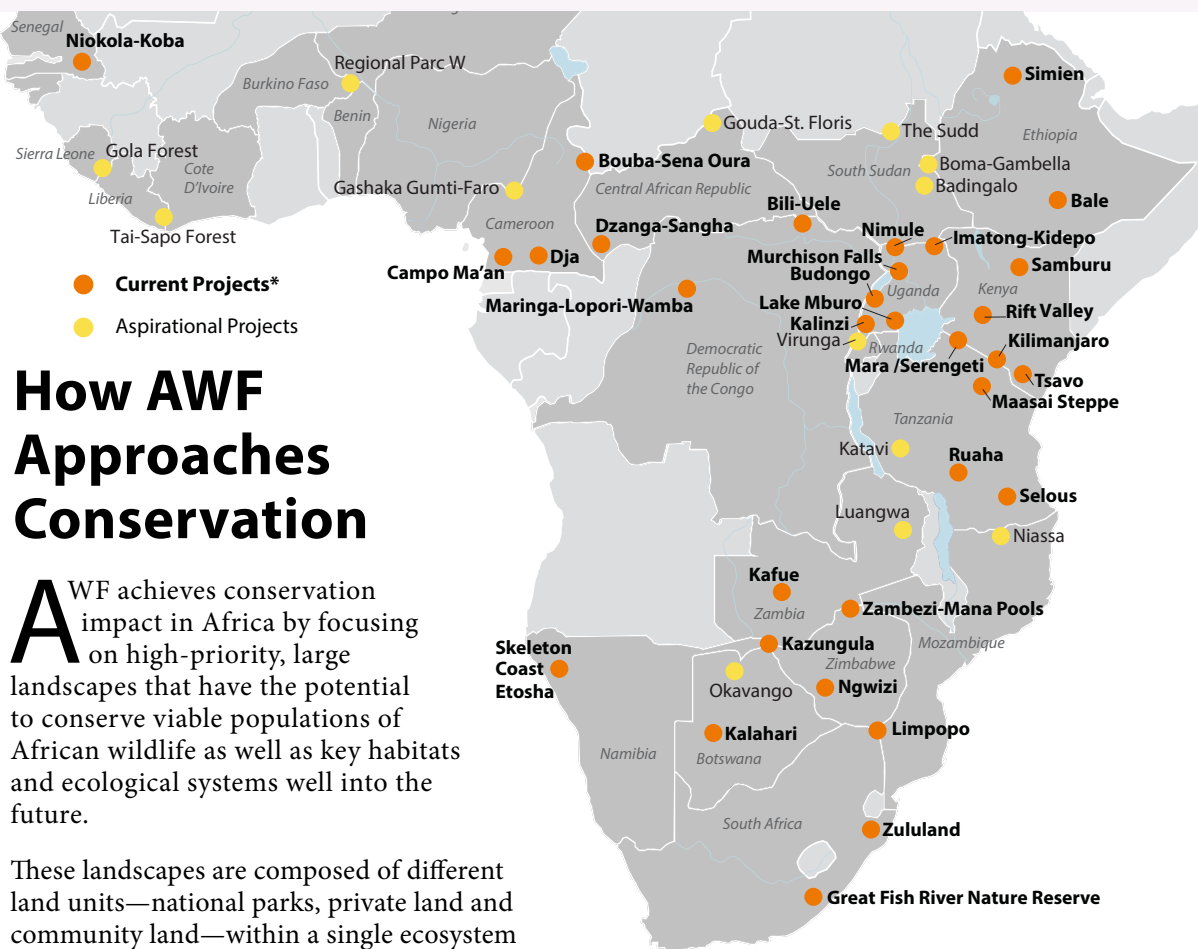 Senegal
Niokola-Koba
Regional Parc W
Burkino Faso
Benin
Nigeria
Sierra Leone
Gola Forest
Cote
D'Ivoire
Liberia
Tai-Sapo Forest
Gashaka Gumti-Faro
Cameroon
Bouba-Sena Oura
Central African Republic
Gouda-St. Floris
The Sudd
Simien
Ethiopia
South Sudan
Boma-Gambella
Badingalo
Bale
Bili-Uele
Dzanga-Sangha
Nimule
Imatong-Kidepo
Campo Ma'an
Dja
Murchison Falls
Budongo
Uganda
Samburu
Kenya
Maringa-Lopori-Wamba
Lake Mburo
Kalinzi
Virunga
Rwanda
Rift Valley
Kilimanjaro
Mara /Serengeti
Tsavo
Maasai Steppe
Democratic
Republic of
the Congo
Tanzania
Katavi
Ruaha
Selous
Luangwa
Niassa
Kafue
Zambia
Zambezi-Mana Pools
Mozambique
Skeleton
Coast
Etosha
Kazungula
Zimbabwe
Okavango
Ngwizi
Namibia
Kalahari
Botswana
Limpopo
South Africa
Zululand
Great Fish River Nature Reserve
Current Projects*
Aspirational Projects
How AWF
Approaches
Conservation
AWF achieves conservation
impact in Africa by focusing
on high-priority, large
landscapes that have the potential
to conserve viable populations of
African wildlife as well as key habitats
and ecological systems well into the
future.
These landscapes are composed of different
land units—national parks, private land and
community land—within a single ecosystem